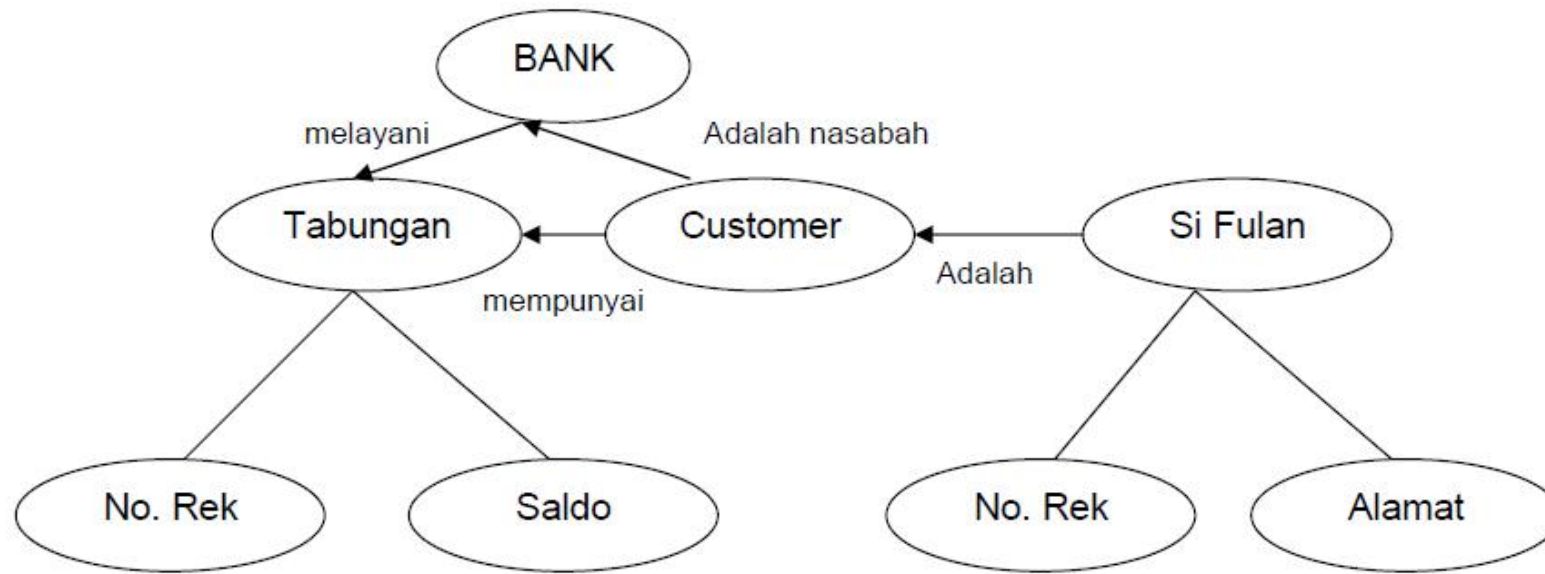 BANK
melayani
Adalah nasabah
Tabungan
Customer
Si Fulan
Adalah
mempunyai
No. Rek
Saldo
No. Rek
Alamat